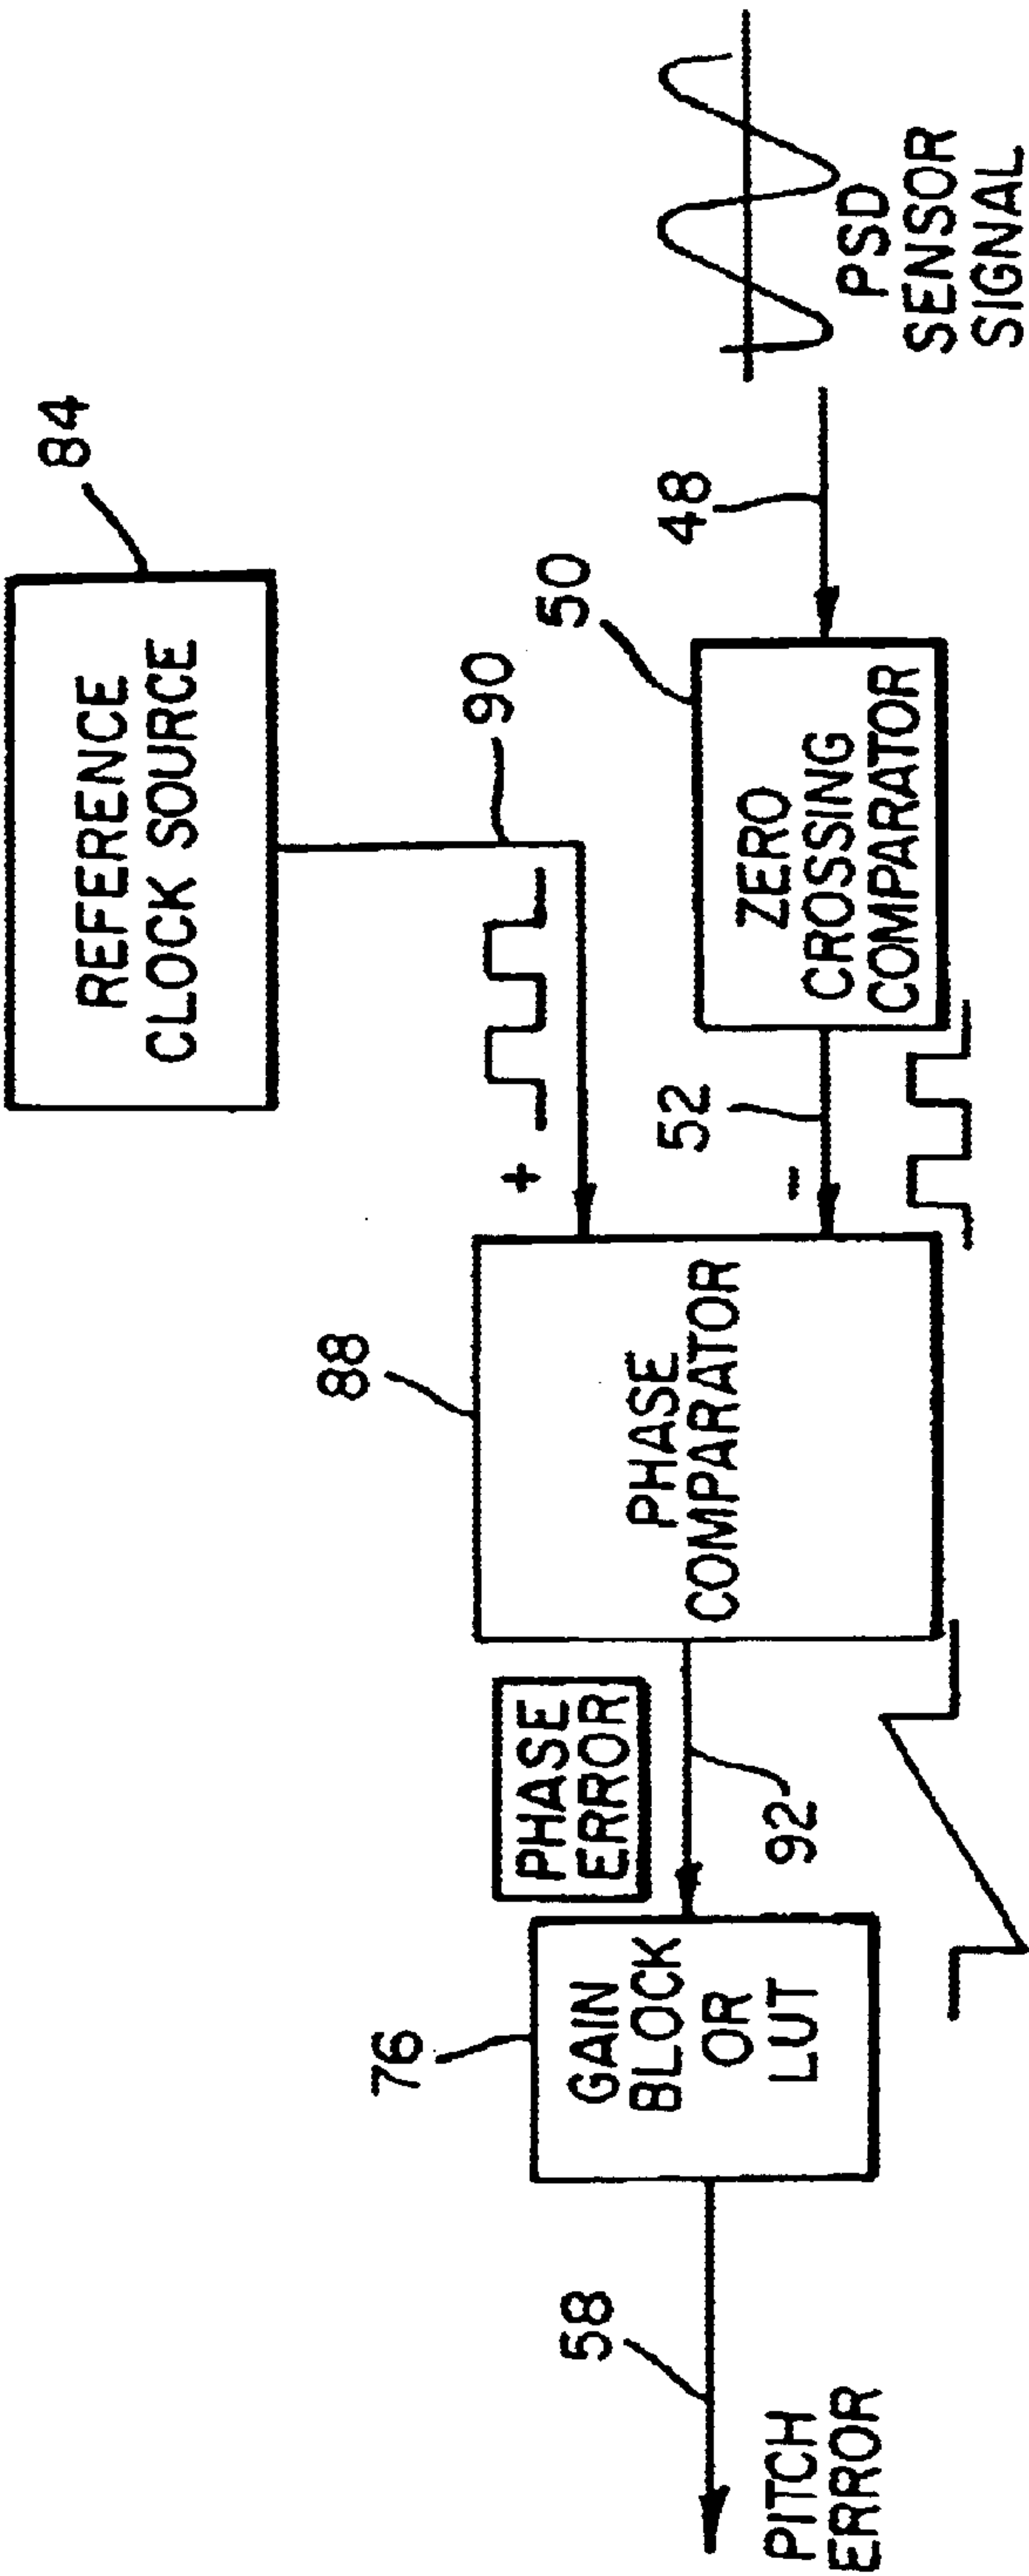 REFERENCE
CLOCK SOURCE
84
90
+
88
PHASE
COMPARATOR
50
ZERO
CROSSING
COMPARATOR
48
52
-
PSD
SENSOR
SIGNAL
PHASE
ERROR
92
76
GAIN
BLOCK
OR
LUT
58
PITCH
ERROR